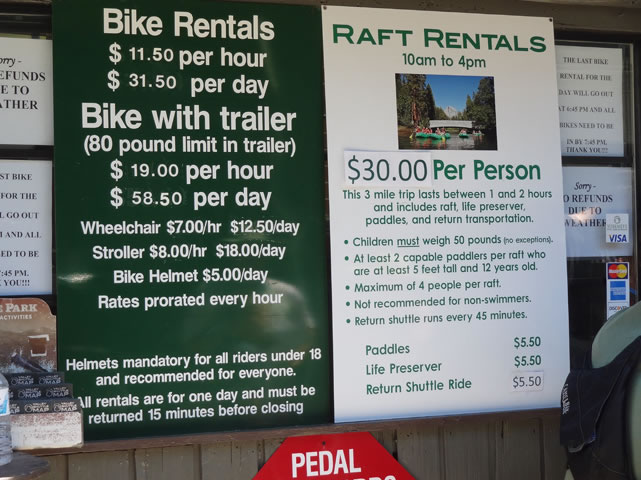 Bike Rentals
$ 11.50 per hour
$ 31.50 per day
Bike with trailer
(80 pound limit in trailer)
$ 19.00 per hour
$ 58.50 per day
Wheelchair $7.00/hr $12.50/day
Stroller $8.00/hr $18.00/day
Bike Helmet $5.00/day
Rates prorated every hour
Helmets mandatory for all riders under 18
and recommended for everyone.
All rentals are for one day and must be
returned 15 minutes before closing
RAFT RENTALS
10am to 4pm
$30.00 Per Person
This 3 mile trip lasts between 1 and 2 hours
and includes raft, life preserver,
paddles, and return transportation.
• Children must weigh 50 pounds (no exceptions).
• At least 2 capable paddlers per raft who
are at least 5 feet tall and 12 years old.
• Maximum of 4 people per raft.
• Not recommended for non-swimmers.
• Return shuttle runs every 45 minutes.
Paddles $5.50
Life Preserver $5.50
Return Shuttle Ride $5.50
THE LAST BIKE
RENTAL FOR THE
DAY WILL GO OUT
AT 6:45 PM AND ALL
BIKES NEED TO BE
IN BY 7:45 PM.
THANK YOU!!!
Sorry -
REFUNDS
DUE TO
WEATHER
VISA
MasterCard
PEDAL
PARK
ACTIVITIES